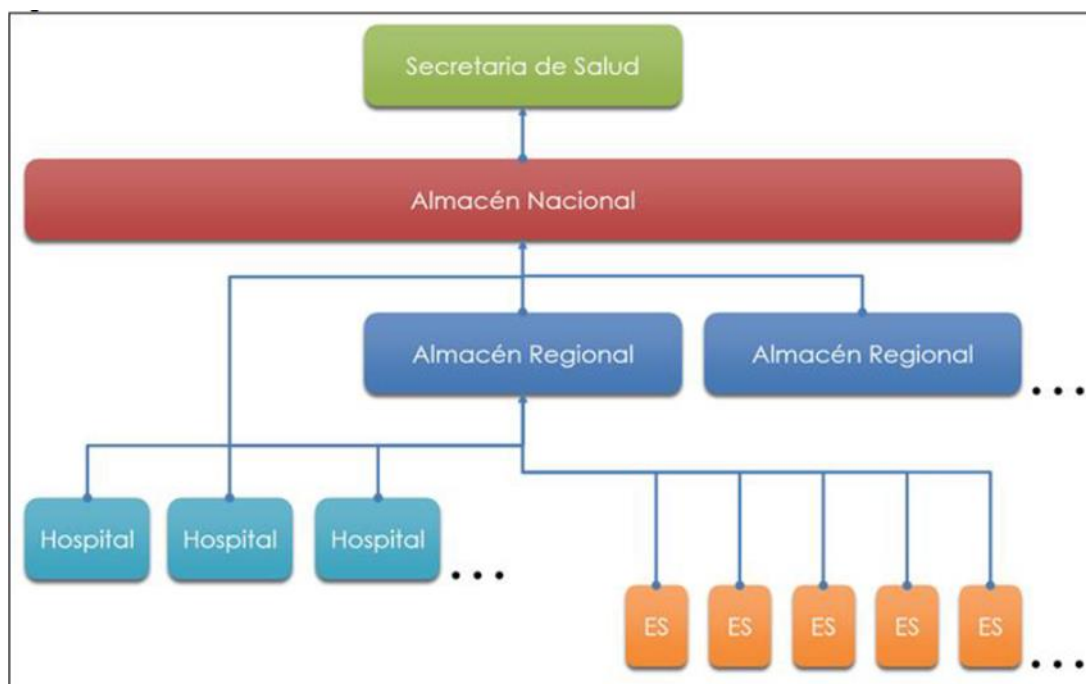 Secretaria de Salud
Almacén Nacional
Almacén Regional
Almacén Regional
...
Hospital
Hospital
Hospital
...
ES
ES
ES
ES
ES
...